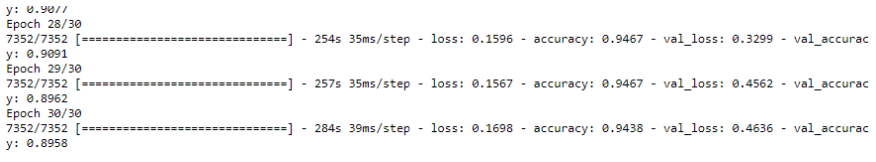 y: 0.9077
Epoch 28/30
7352/7352 [==============================] - 254s 35ms/step - loss: 0.1596 - accuracy: 0.9467 - val_loss: 0.3299 - val_accurac
y: 0.9091
Epoch 29/30
7352/7352 [==============================] - 257s 35ms/step - loss: 0.1567 - accuracy: 0.9467 - val_loss: 0.4562 - val_accurac
y: 0.8962
Epoch 30/30
7352/7352 [==============================] - 284s 39ms/step - loss: 0.1698 - accuracy: 0.9438 - val_loss: 0.4636 - val_accurac
y: 0.8958